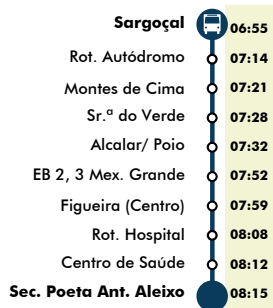 Sargoçal 06:55
Rot. Autódromo 07:14
Montes de Cima 07:21
Sr.ª do Verde 07:28
Alcalar/ Poio 07:32
EB 2, 3 Mex. Grande 07:52
Figueira (Centro) 07:59
Rot. Hospital 08:08
Centro de Saúde 08:12
Sec. Poeta Ant. Aleixo 08:15